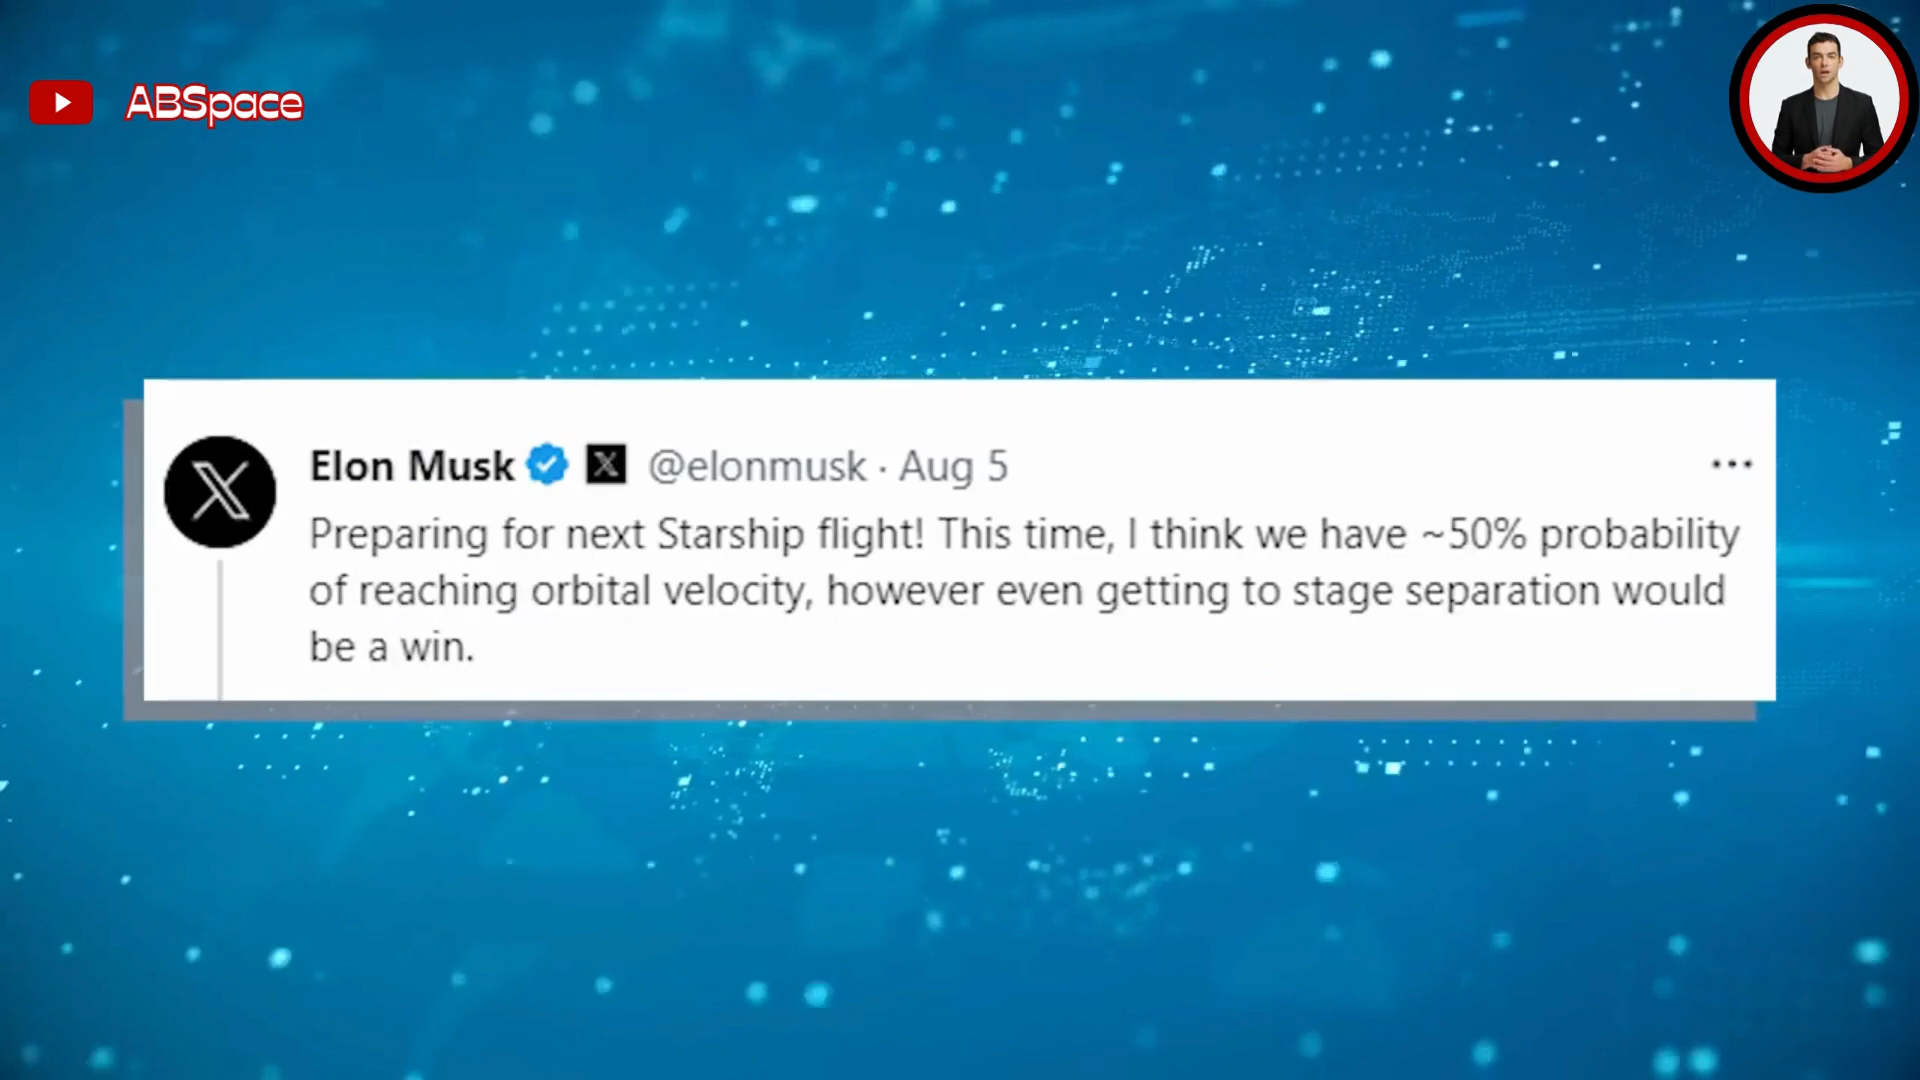 ABSpace
Elon Musk @elonmusk · Aug 5
Preparing for next Starship flight! This time, I think we have ~50% probability
of reaching orbital velocity, however even getting to stage separation would
be a win.